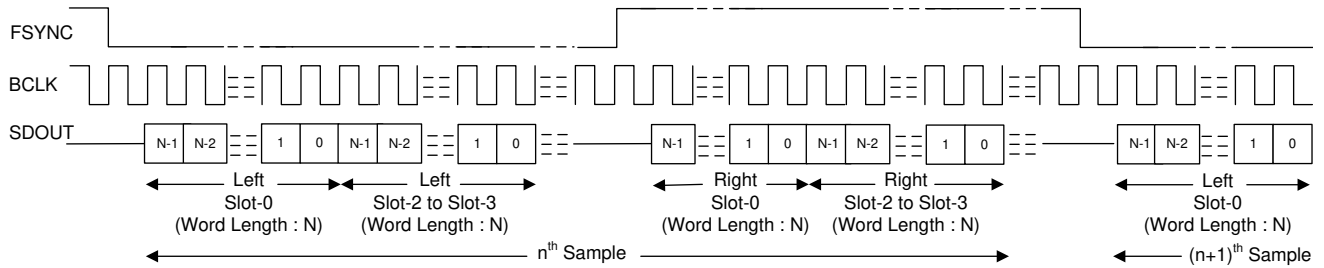 FSYNC
BCLK
SDOUT
N-1 N-2 1 0 N-1 N-2 1 0 N-1 1 0 N-1 N-2 1 0 N-1 N-2 1 0
Left Left Right Right Left
Slot-0 Slot-2 to Slot-3 Slot-0 Slot-2 to Slot-3 Slot-0
(Word Length : N) (Word Length : N) (Word Length : N) (Word Length : N) (Word Length : N)
nth Sample (n+1)th Sample